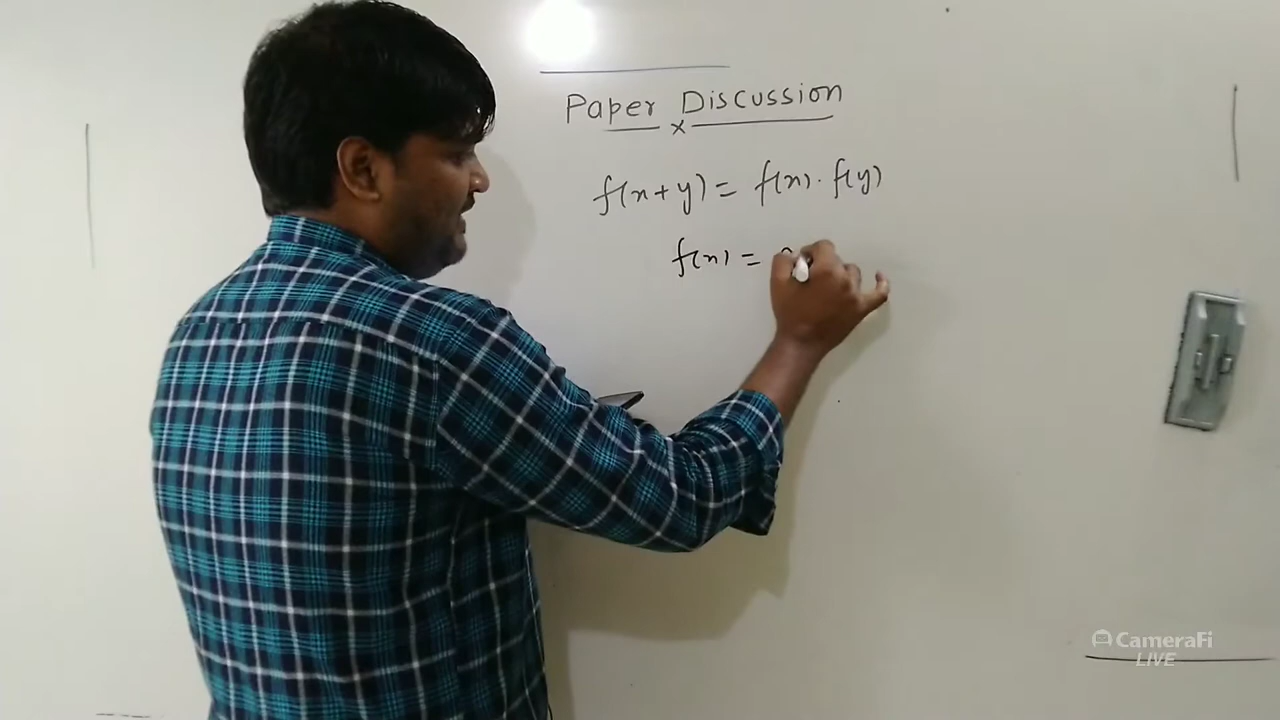 Paper Discussion
x
f(x+y) = f(x). f(y)
f(x) =
CameraFi
LIVE